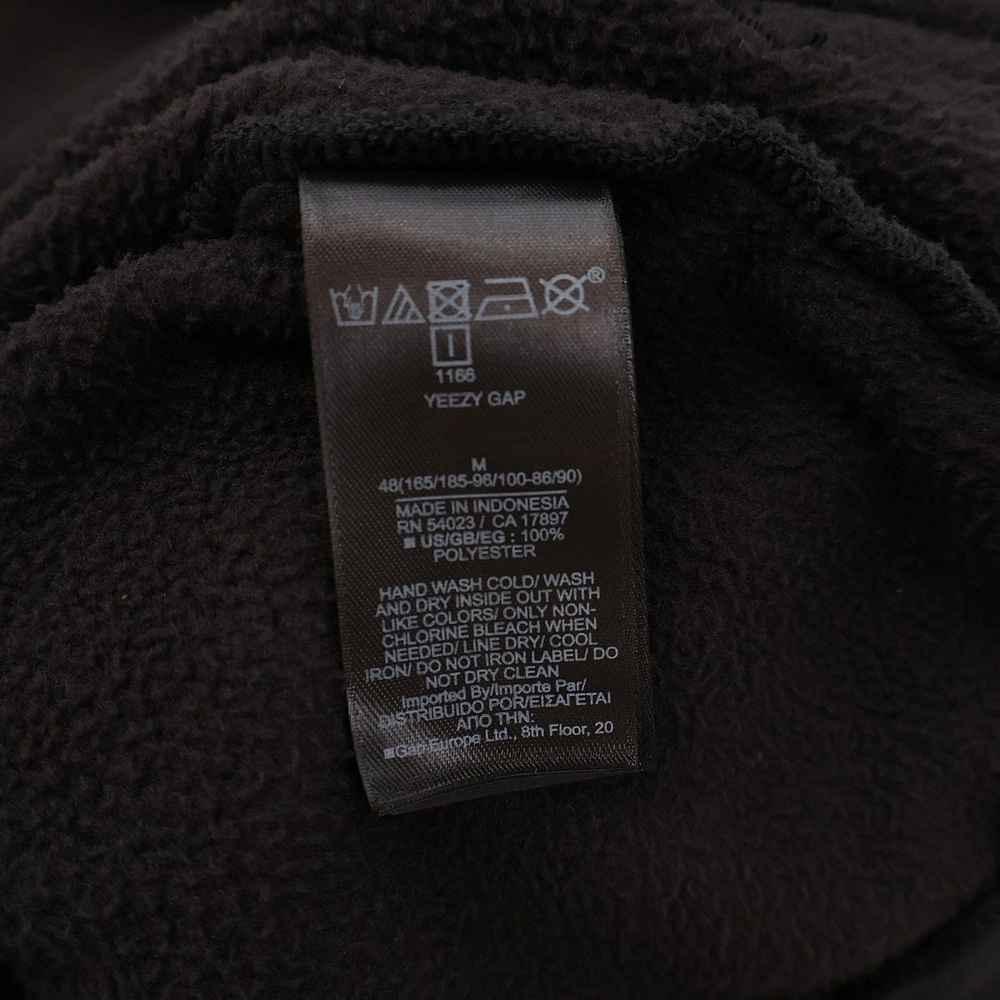 ®
I
1166
YEEZY GAP
M
48(165/185-96/100-86/90)
MADE IN INDONESIA
RN 54023 / CA 17897
■ US/GB/EG : 100%
POLYESTER
HAND WASH COLD/ WASH
AND DRY INSIDE OUT WITH
LIKE COLORS/ ONLY NON-
CHLORINE BLEACH WHEN
NEEDED/ LINE DRY/ COOL
IRON/ DO NOT IRON LABEL/ DO
NOT DRY CLEAN
Imported By/Importe Par/
DISTRIBUIDO POR/ΕΙΣΑΓΕΤΑΙ
ΑΠΟ ΤΗΝ:
■Gap Europe Ltd., 8th Floor, 20